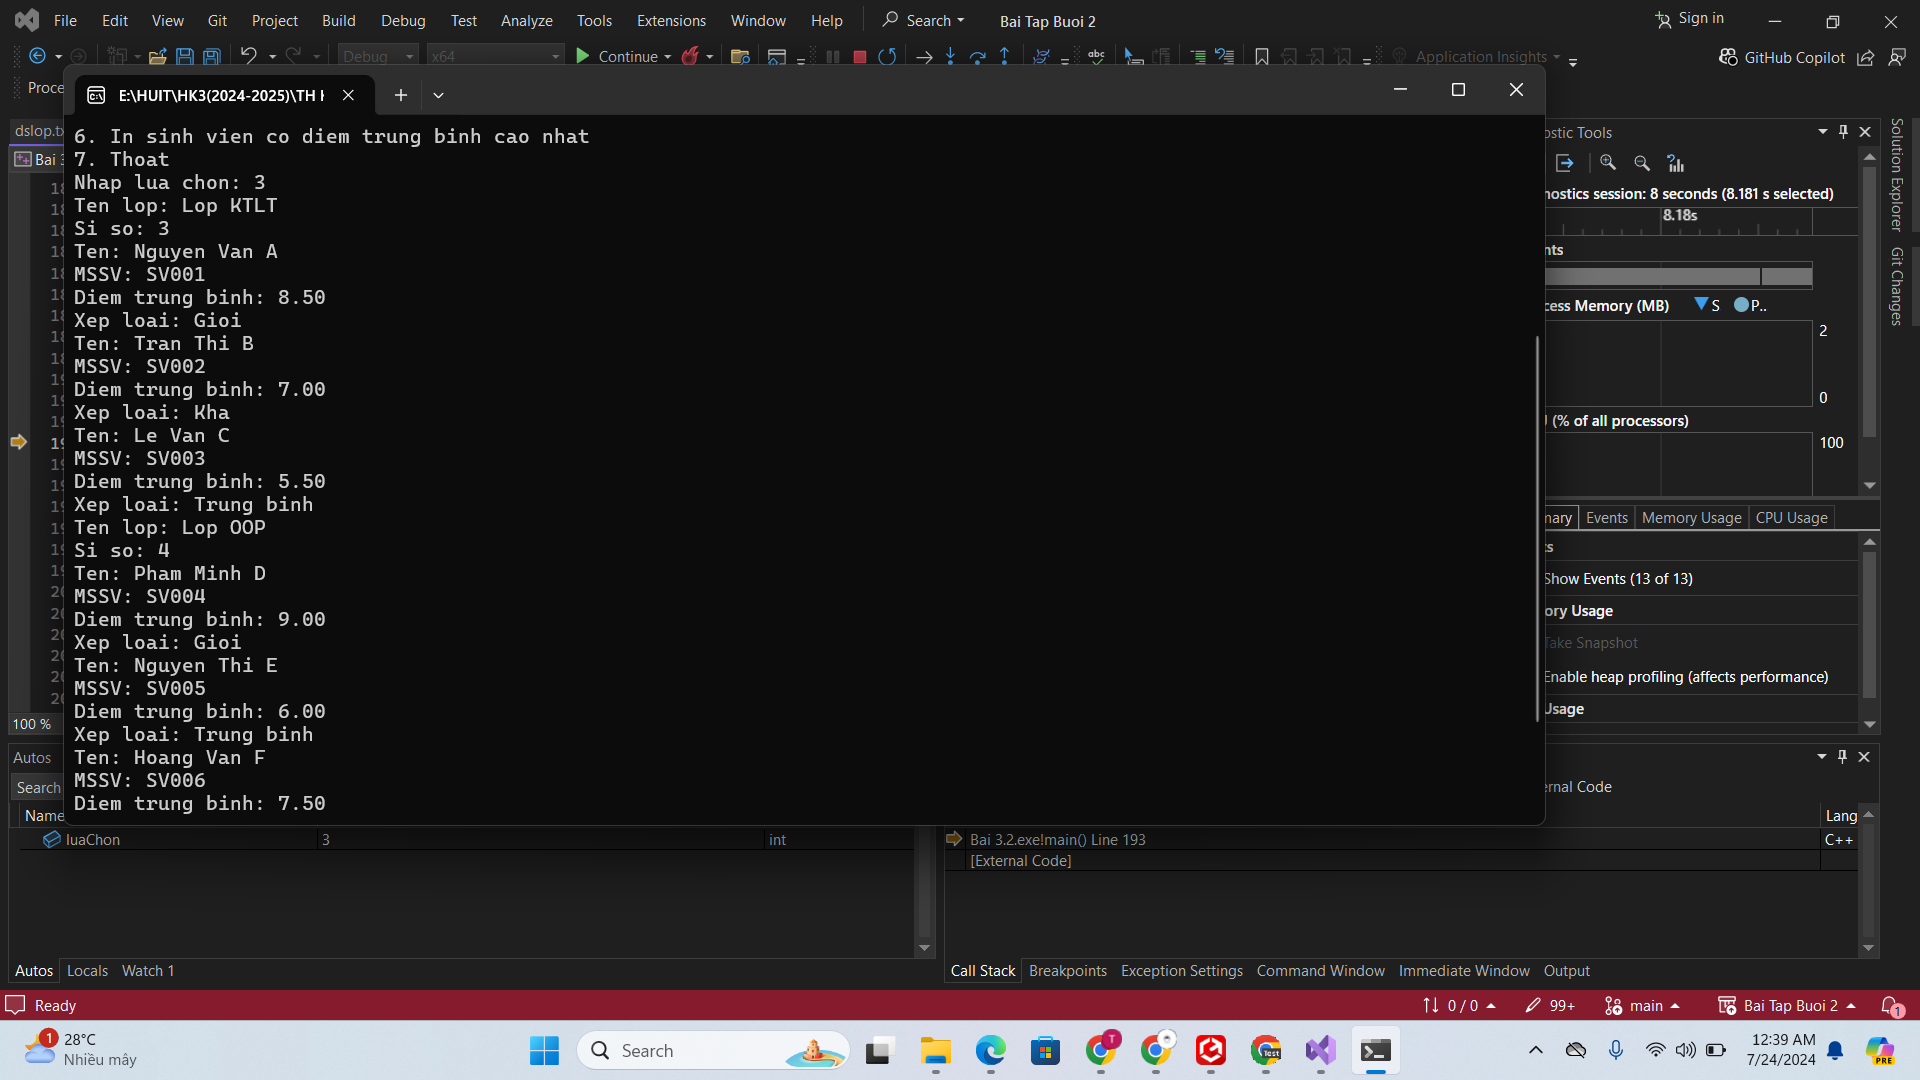 File Edit View Git Project Build Debug Test Analyze Tools Extensions Window Help Search Bai Tap Buoi 2 Sign in
Debug x64 Continue Application Insights GitHub Copilot
Proce
E:\HUIT\HK3(2024-2025)\TH
dslop.tx
Bai 3
6. In sinh vien co diem trung binh cao nhat
7. Thoat
Nhap lua chon: 3
Ten lop: Lop KTLT
Si so: 3
Ten: Nguyen Van A
MSSV: SV001
Diem trung binh: 8.50
Xep loai: Gioi
Ten: Tran Thi B
MSSV: SV002
Diem trung binh: 7.00
Xep loai: Kha
Ten: Le Van C
MSSV: SV003
Diem trung binh: 5.50
Xep loai: Trung binh
Ten lop: Lop OOP
Si so: 4
Ten: Pham Minh D
MSSV: SV004
Diem trung binh: 9.00
Xep loai: Gioi
Ten: Nguyen Thi E
MSSV: SV005
Diem trung binh: 6.00
Xep loai: Trung binh
Ten: Hoang Van F
MSSV: SV006
Diem trung binh: 7.50
ostic Tools
nostics session: 8 seconds (8.181 s selected)
8.18s
nts
cess Memory (MB) S P..
2
0
(% of all processors)
100
mary Events Memory Usage CPU Usage
ts
Show Events (13 of 13)
ory Usage
Take Snapshot
Enable heap profiling (affects performance)
Usage
Solution Explorer
Git Changes
100 %
Autos
Search
Name
luaChon 3 int
ernal Code
Lang
Bai 3.2.exe!main() Line 193 C++
[External Code]
Autos Locals Watch 1
Call Stack Breakpoints Exception Settings Command Window Immediate Window Output
Ready 0 / 0 99+ main Bai Tap Buoi 2 1
1 28°C
Nhiều mây
Search
T
Test
12:39 AM
7/24/2024
PRE